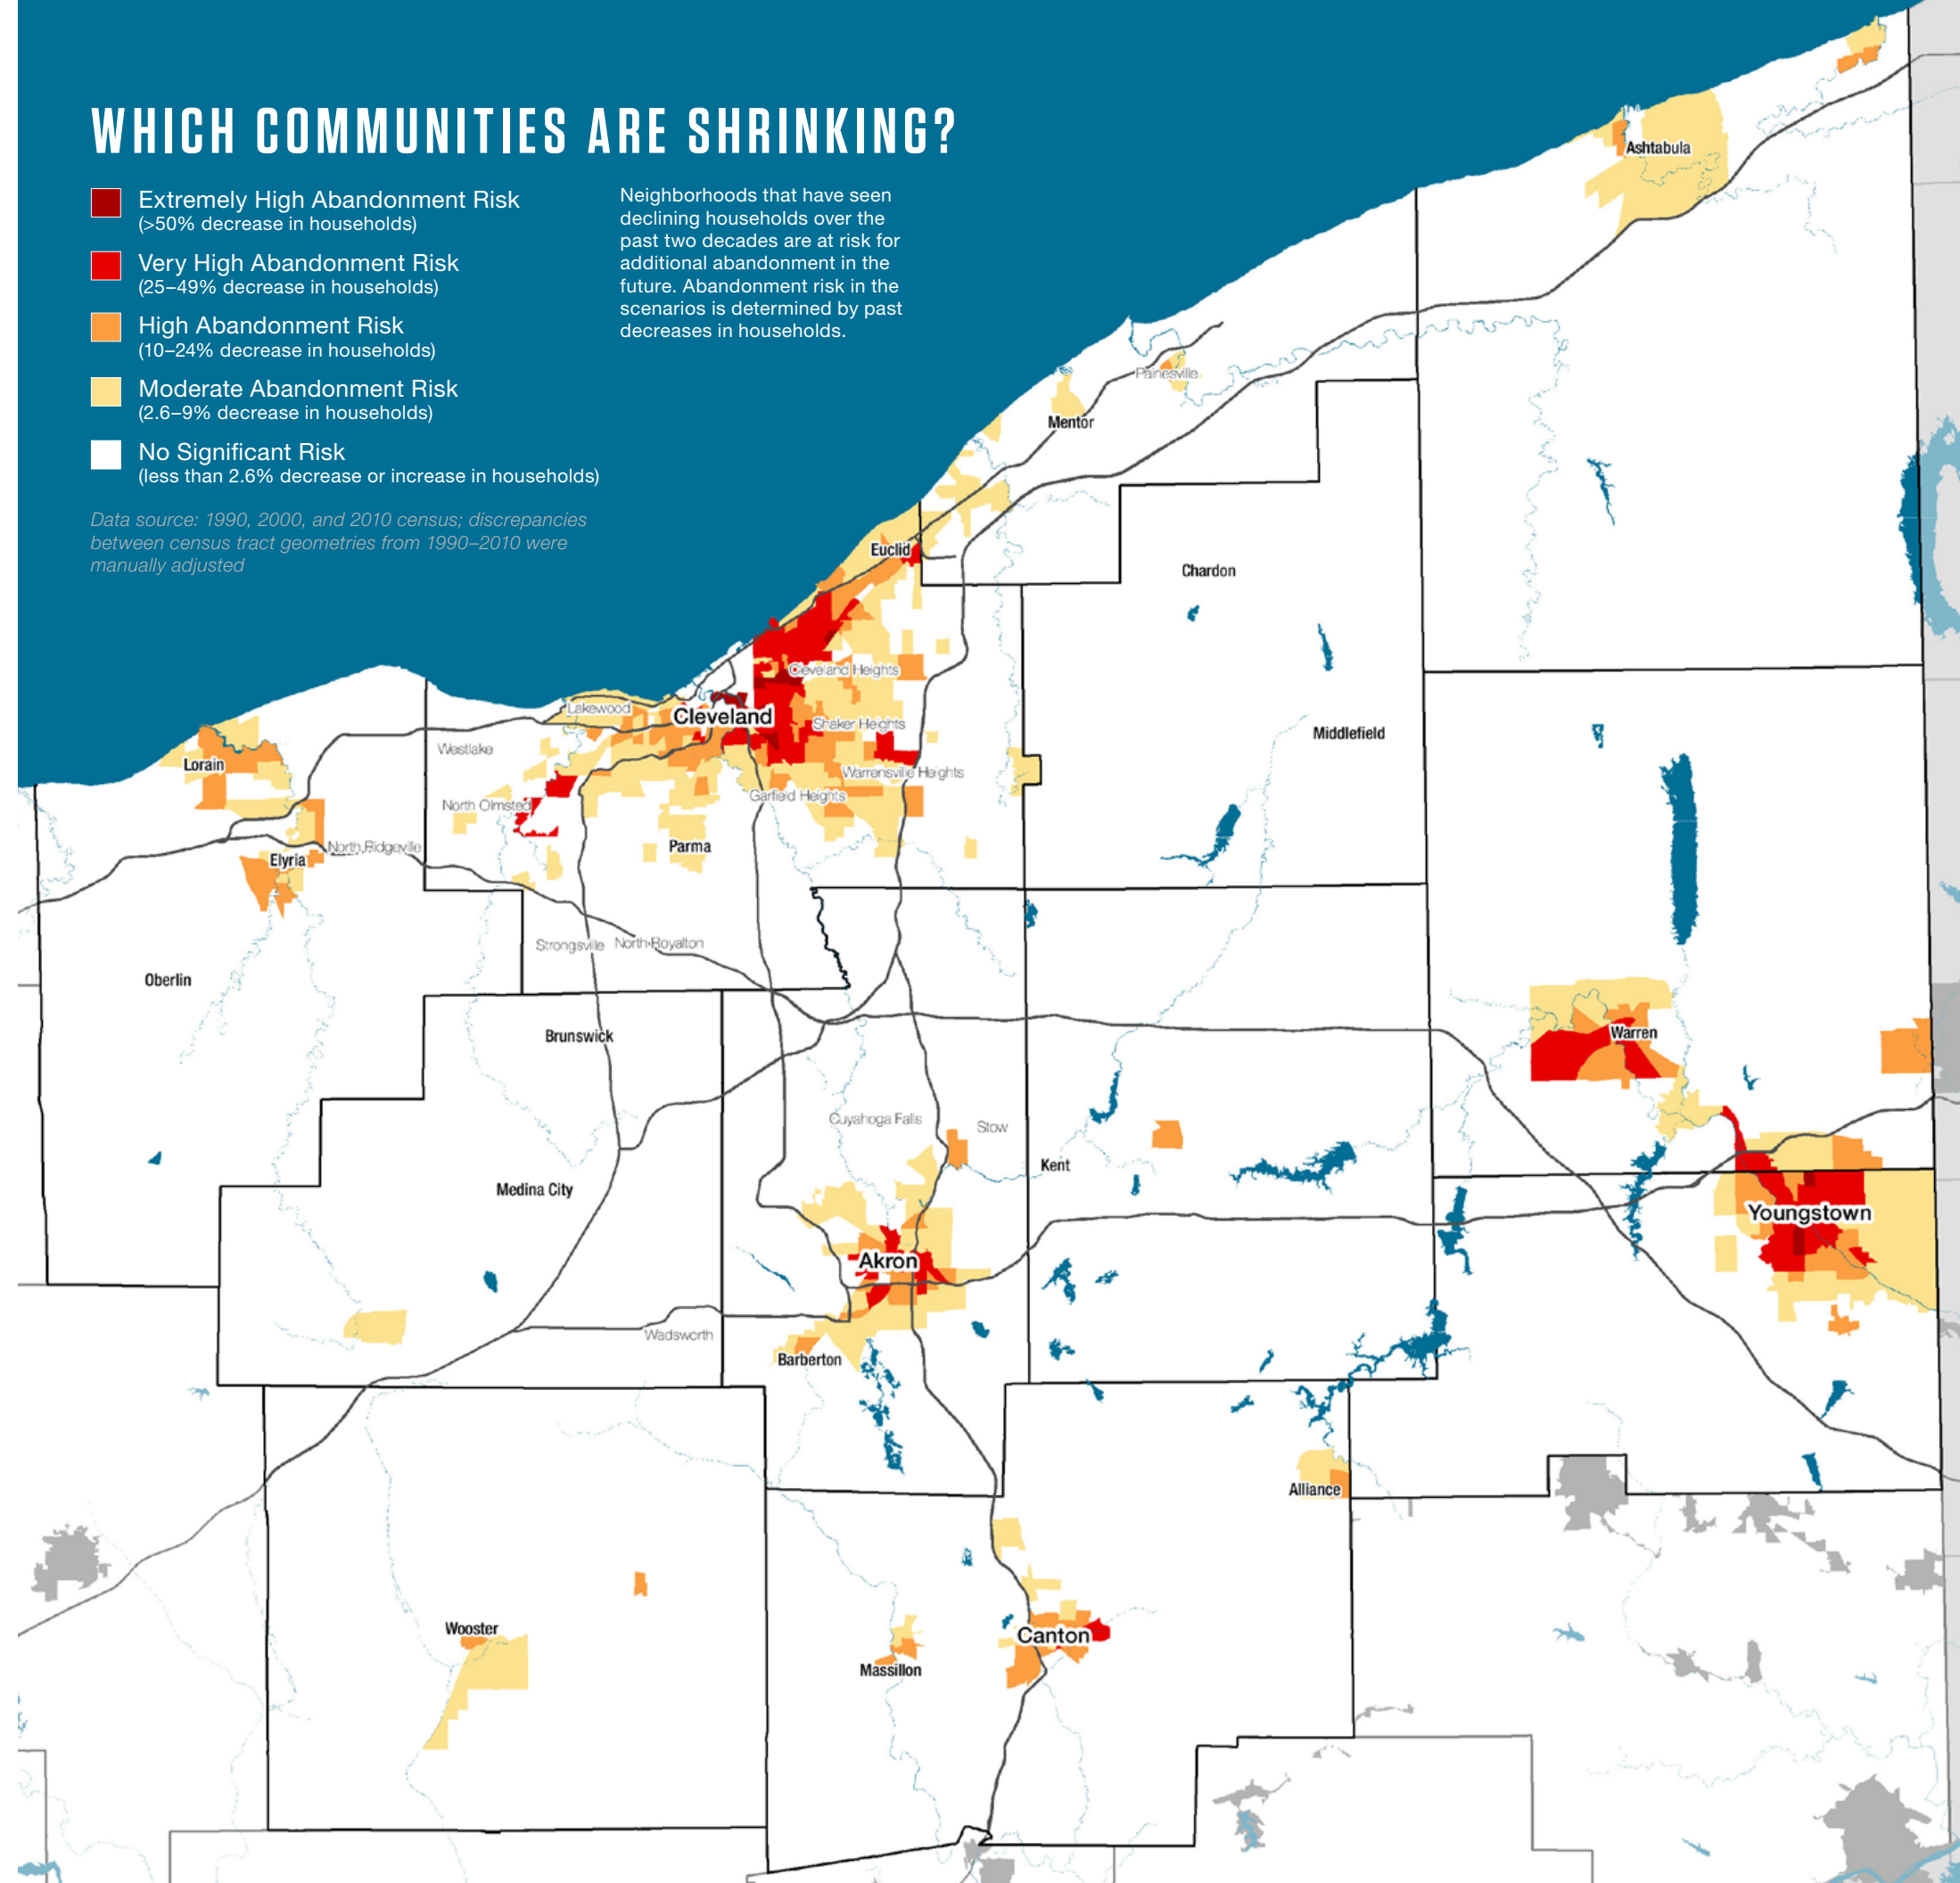 WHICH COMMUNITIES ARE SHRINKING?
Extremely High Abandonment Risk
(>50% decrease in households)
Very High Abandonment Risk
(25–49% decrease in households)
High Abandonment Risk
(10–24% decrease in households)
Moderate Abandonment Risk
(2.6–9% decrease in households)
No Significant Risk
(less than 2.6% decrease or increase in households)
Data source: 1990, 2000, and 2010 census; discrepancies
between census tract geometries from 1990–2010 were
manually adjusted
Neighborhoods that have seen
declining households over the
past two decades are at risk for
additional abandonment in the
future. Abandonment risk in the
scenarios is determined by past
decreases in households.
Ashtabula
Painesville
Mentor
Euclid
Chardon
Cleveland Heights
Lakewood
Cleveland
Shaker Heights
Middlefield
Westlake
Lorain
Warrensville Heights
Garfield Heights
North Olmsted
North Ridgeville
Parma
Elyria
Strongsville
North Royalton
Oberlin
Brunswick
Warren
Cuyahoga Falls
Stow
Kent
Medina City
Youngstown
Akron
Wadsworth
Barberton
Alliance
Wooster
Canton
Massillon